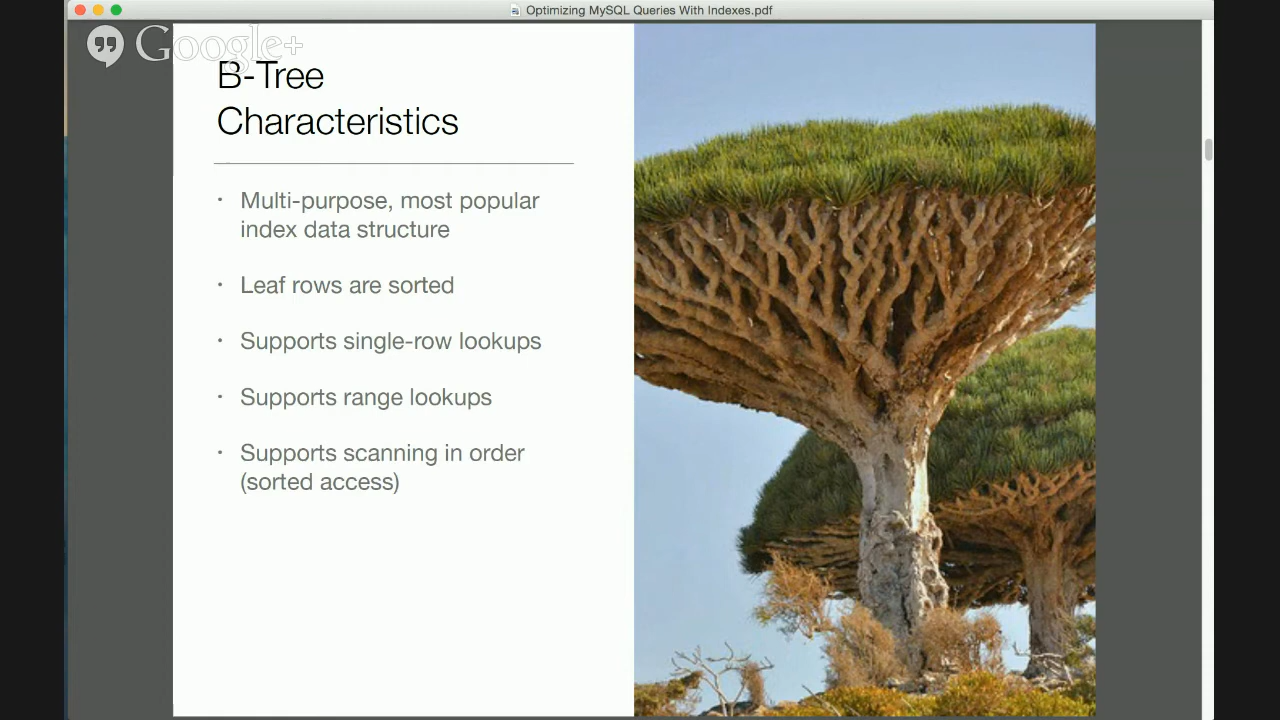 Optimizing MySQL Queries With Indexes.pdf
Google+
B-Tree
Characteristics
• Multi-purpose, most popular
index data structure
• Leaf rows are sorted
• Supports single-row lookups
• Supports range lookups
• Supports scanning in order
(sorted access)